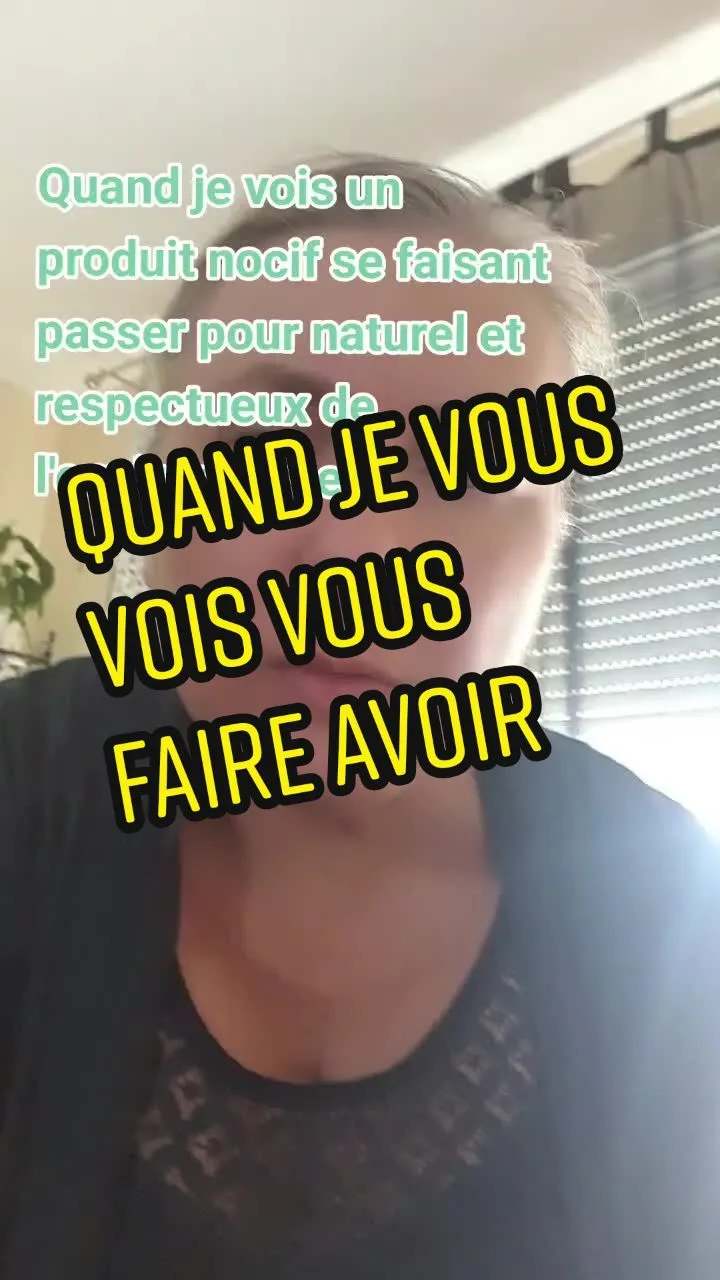 Quand je vois un
produit nocif se faisant
passer pour naturel et
respectueux de
QUAND JE VOUS
VOIS VOUS
FAIRE AVOIR